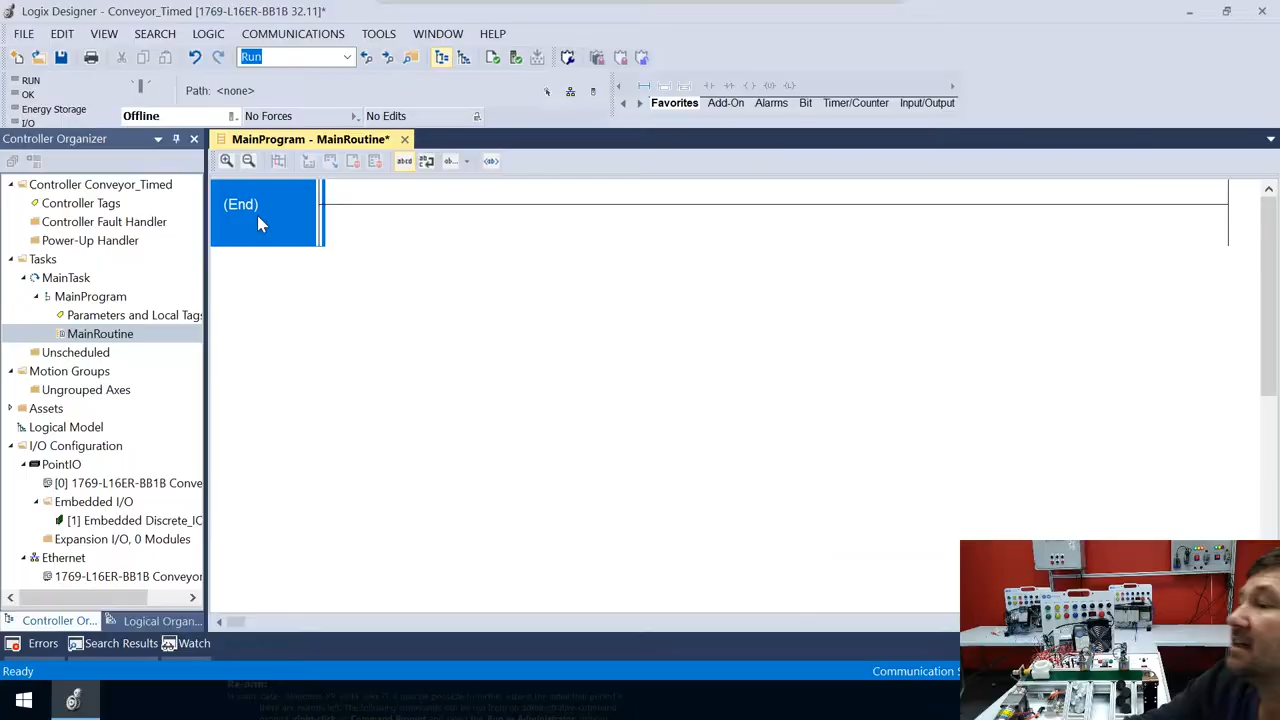 Logix Designer - Conveyor_Timed [1769-L16ER-BB1B 32.11]*
FILE EDIT VIEW SEARCH LOGIC COMMUNICATIONS TOOLS WINDOW HELP
Run
RUN
OK
Energy Storage
I/O
Path: <none>
Offline
No Forces
No Edits
Favorites Add-On Alarms Bit Timer/Counter Input/Output
Controller Organizer
MainProgram - MainRoutine*
Controller Conveyor_Timed
Controller Tags
Controller Fault Handler
Power-Up Handler
Tasks
MainTask
MainProgram
Parameters and Local Tags
MainRoutine
Unscheduled
Motion Groups
Ungrouped Axes
Assets
Logical Model
I/O Configuration
PointIO
[0] 1769-L16ER-BB1B Conve
Embedded I/O
[1] Embedded Discrete_IO
Expansion I/O, 0 Modules
Ethernet
1769-L16ER-BB1B Conveyor
(End)
Controller Or... Logical Organ...
Errors Search Results Watch
Ready
Communication S